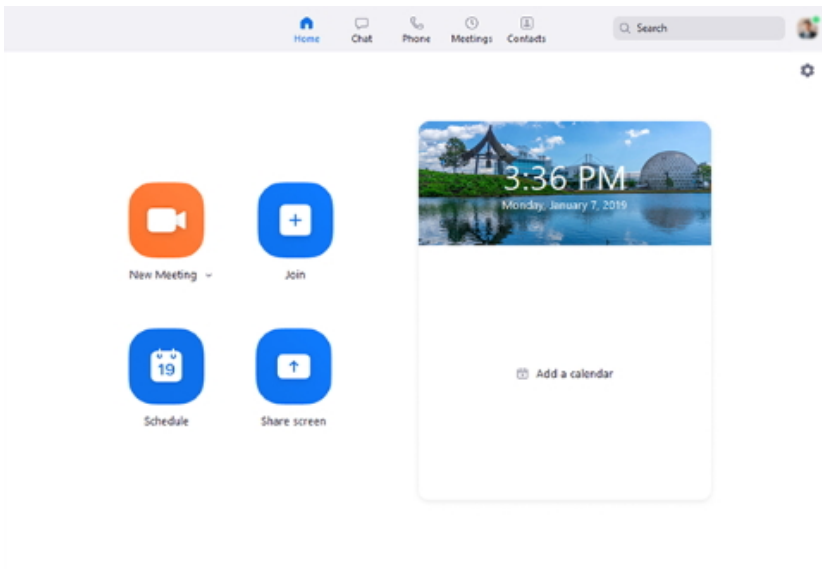 Home Chat Phone Meetings Contacts Search
3:36 PM
Monday, January 7, 2019
New Meeting Join
19
Schedule Share screen
Add a calendar